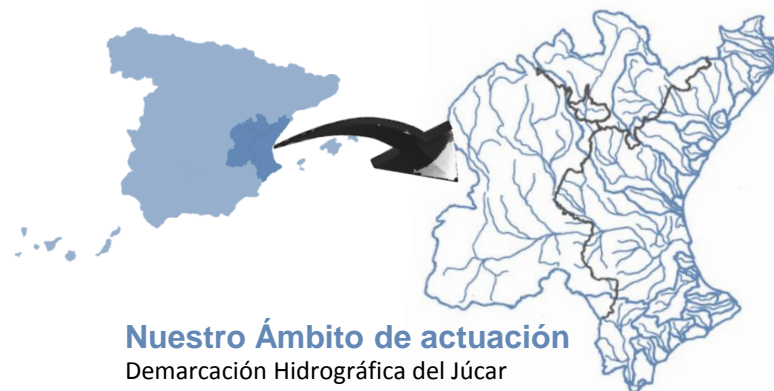 Nuestro Ámbito de actuación
Demarcación Hidrográfica del Júcar